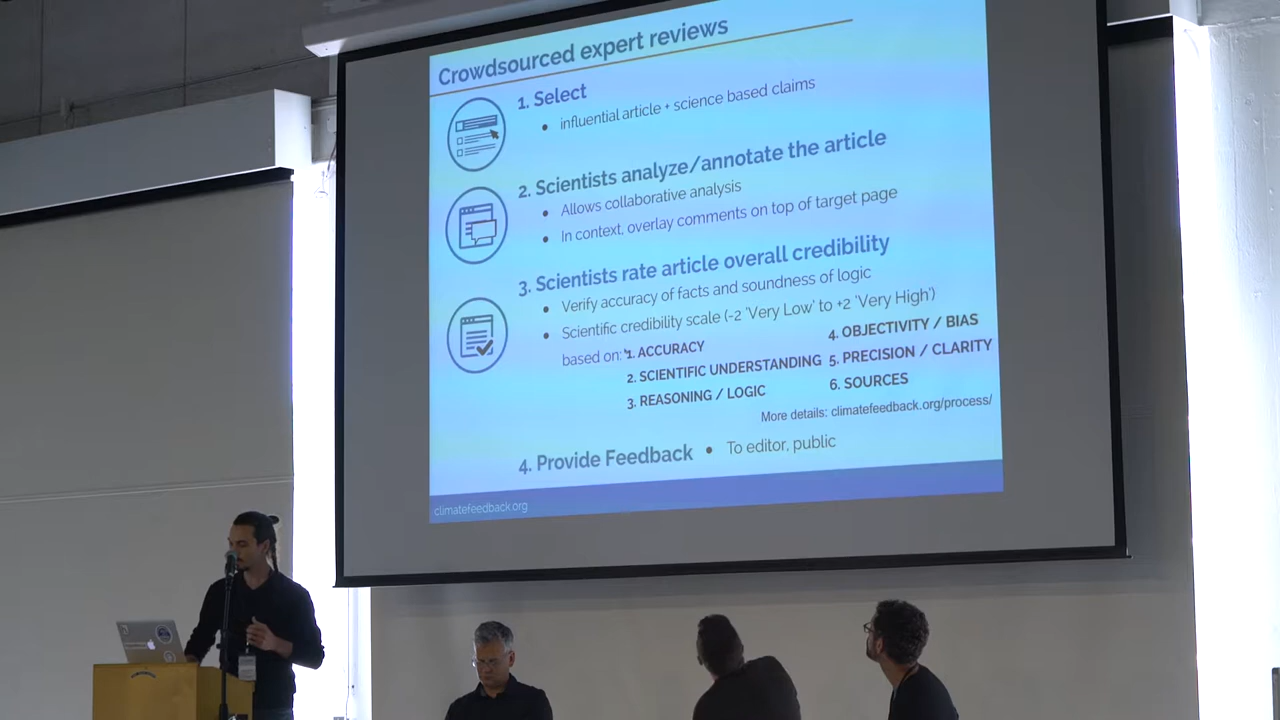 Crowdsourced expert reviews
1. Select
• influential article + science based claims
2. Scientists analyze/annotate the article
• Allows collaborative analysis
• In context, overlay comments on top of target page
3. Scientists rate article overall credibility
• Verify accuracy of facts and soundness of logic
• Scientific credibility scale (-2 'Very Low' to +2 'Very High')
based on: 1. ACCURACY
2. SCIENTIFIC UNDERSTANDING
3. REASONING / LOGIC
4. OBJECTIVITY / BIAS
5. PRECISION / CLARITY
6. SOURCES
More details: climatefeedback.org/process/
4. Provide Feedback • To editor, public
climatefeedback.org